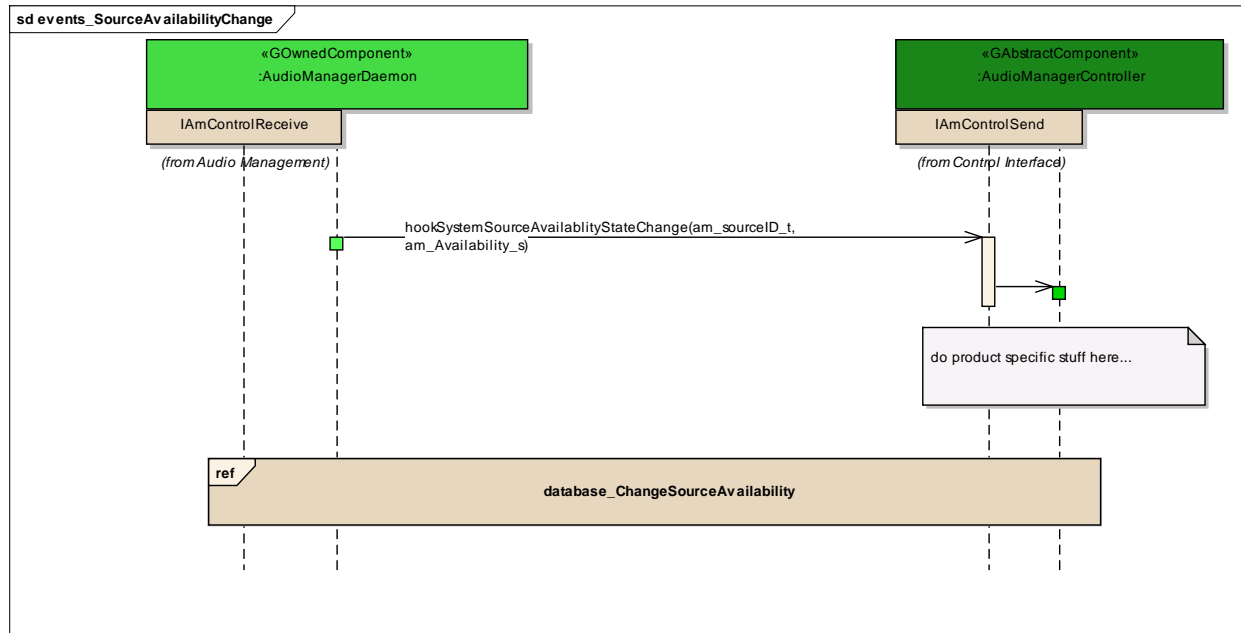 sd events_SourceAvailabilityChange
«GOwnedComponent»
:AudioManagerDaemon
«GAbstractComponent»
:AudioManagerController
IAmControlReceive
IAmControlSend
(from Audio Management)
(from Control Interface)
hookSystemSourceAvailablityStateChange(am_sourceID_t,
am_Availability_s)
do product specific stuff here...
ref
database_ChangeSourceAvailability